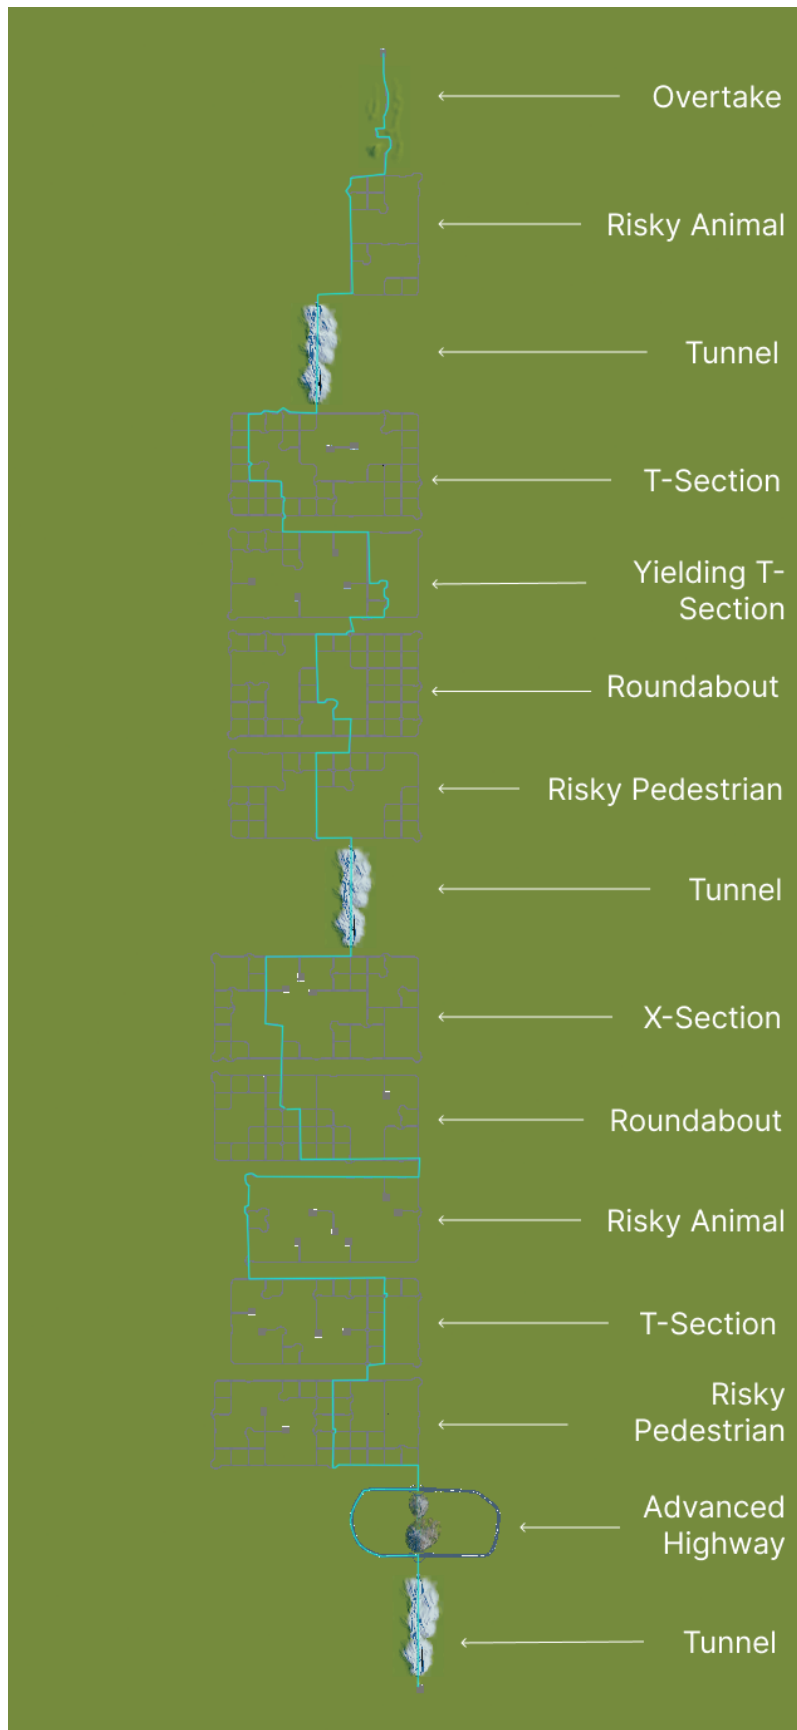 Overtake
Risky Animal
Tunnel
T-Section
Yielding T-
Section
Roundabout
Risky Pedestrian
Tunnel
X-Section
Roundabout
Risky Animal
T-Section
Risky
Pedestrian
Advanced
Highway
Tunnel